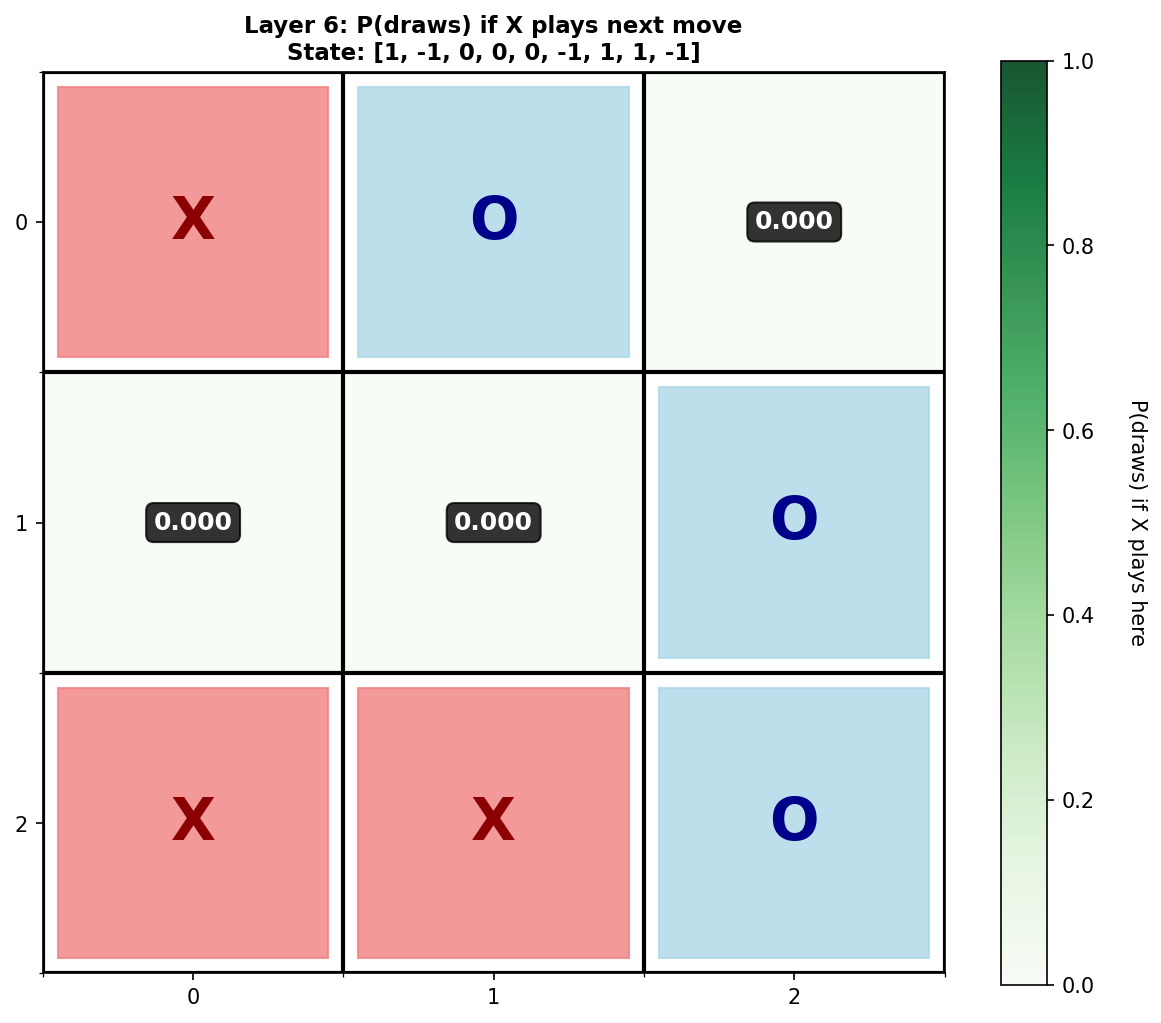 Layer 6: P(draws) if X plays next move
State: [1, -1, 0, 0, 0, -1, 1, 1, -1]
X
O
0.000
0.000
0.000
O
X
X
O
0
1
2
0
1
2
1.0
0.8
0.6
0.4
0.2
0.0
P(draws) if X plays here